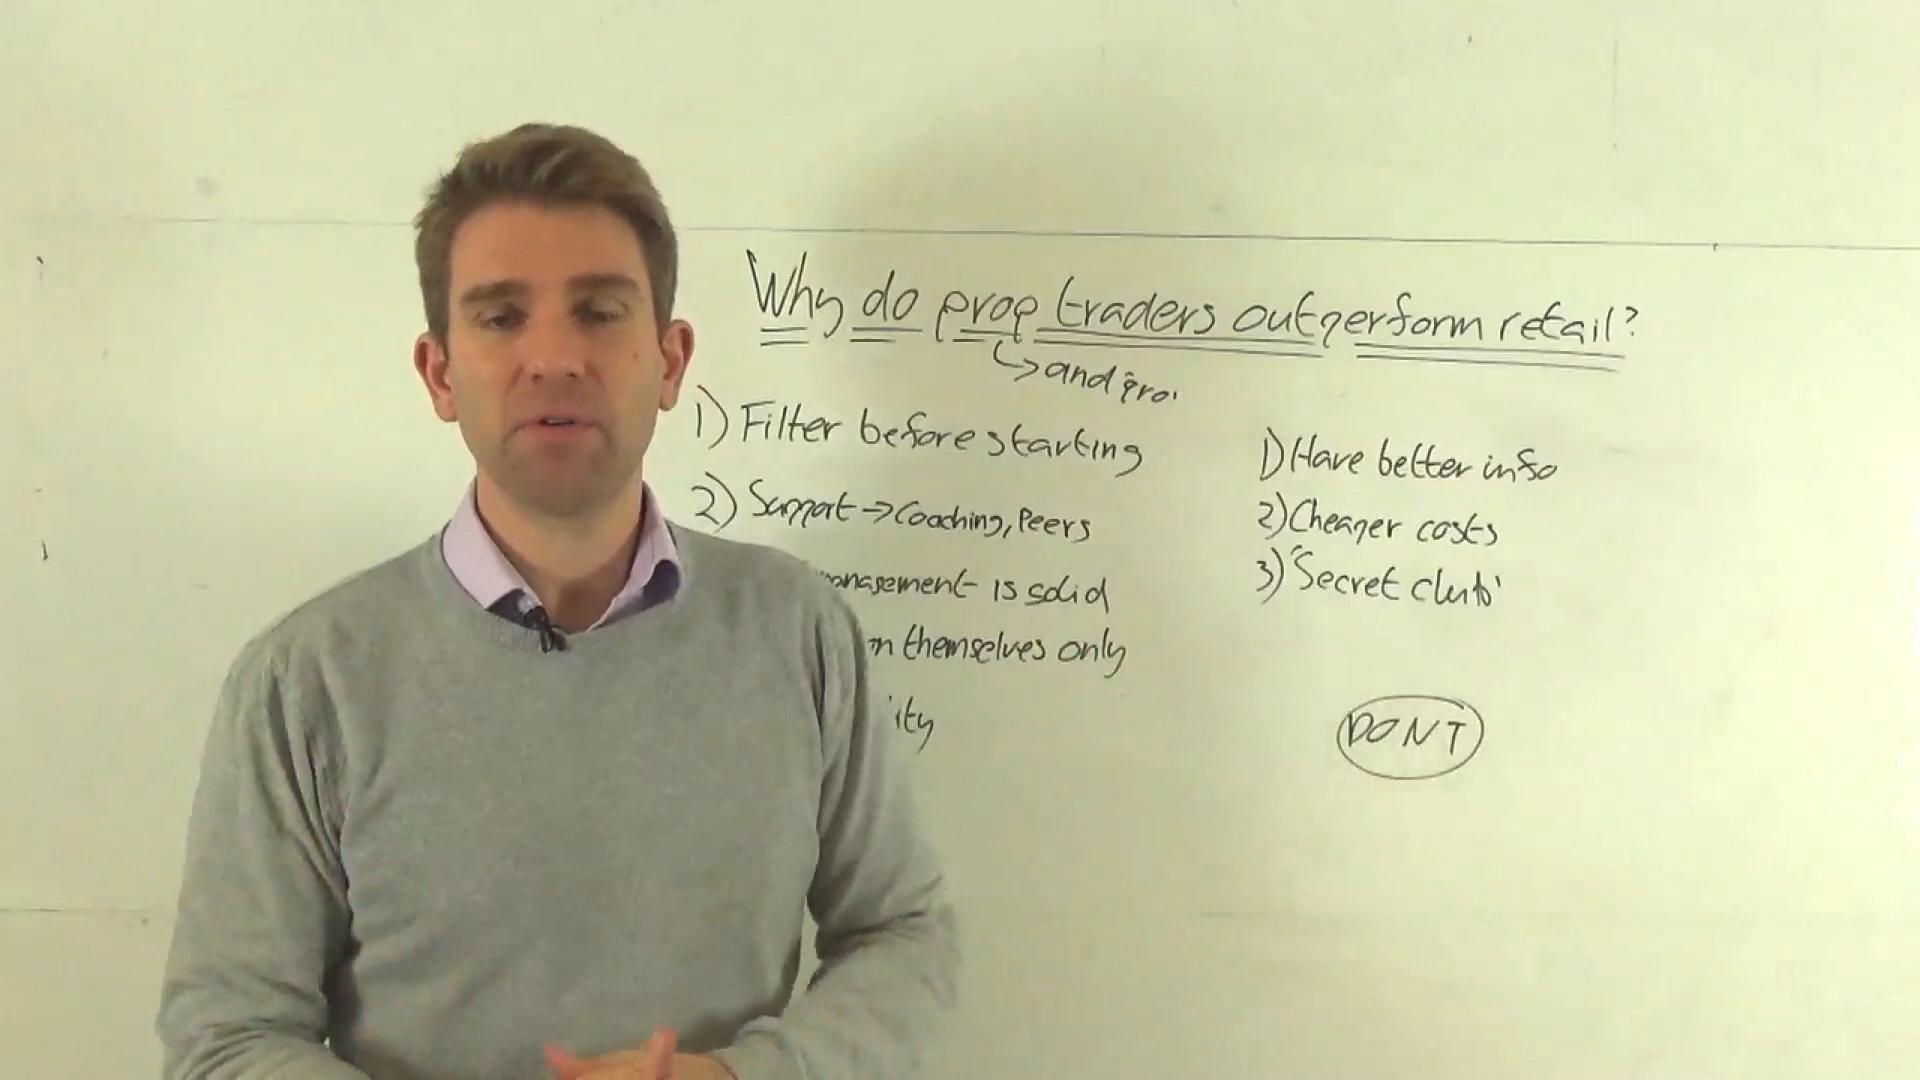 Why do prop traders outperform retail?
↳ and pro.
1) Filter before starting
2) Support → Coaching, Peers
management is solid
themselves only
1) Have better info
2) Cheaper costs
3) 'Secret club'
DONT